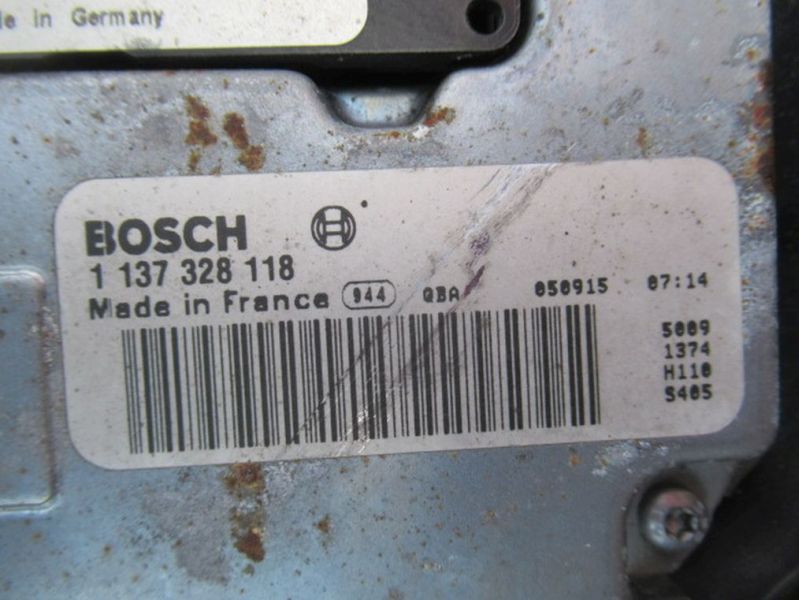 in Germany
BOSCH
1 137 328 118
Made in France 944 QBA 050915 07:14
5009
1374
H110
S405